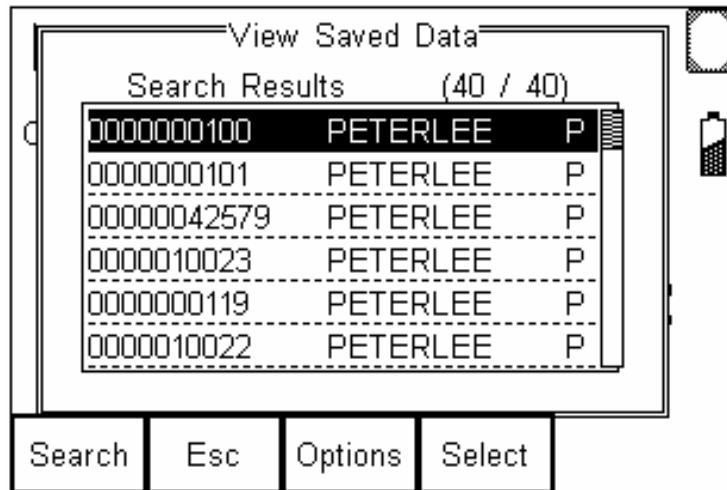 View Saved Data
Search Results (40 / 40)
0000000100 PETERLEE P
0000000101 PETERLEE P
00000042579 PETERLEE P
0000010023 PETERLEE P
0000000119 PETERLEE P
0000010022 PETERLEE P
Search Esc Options Select